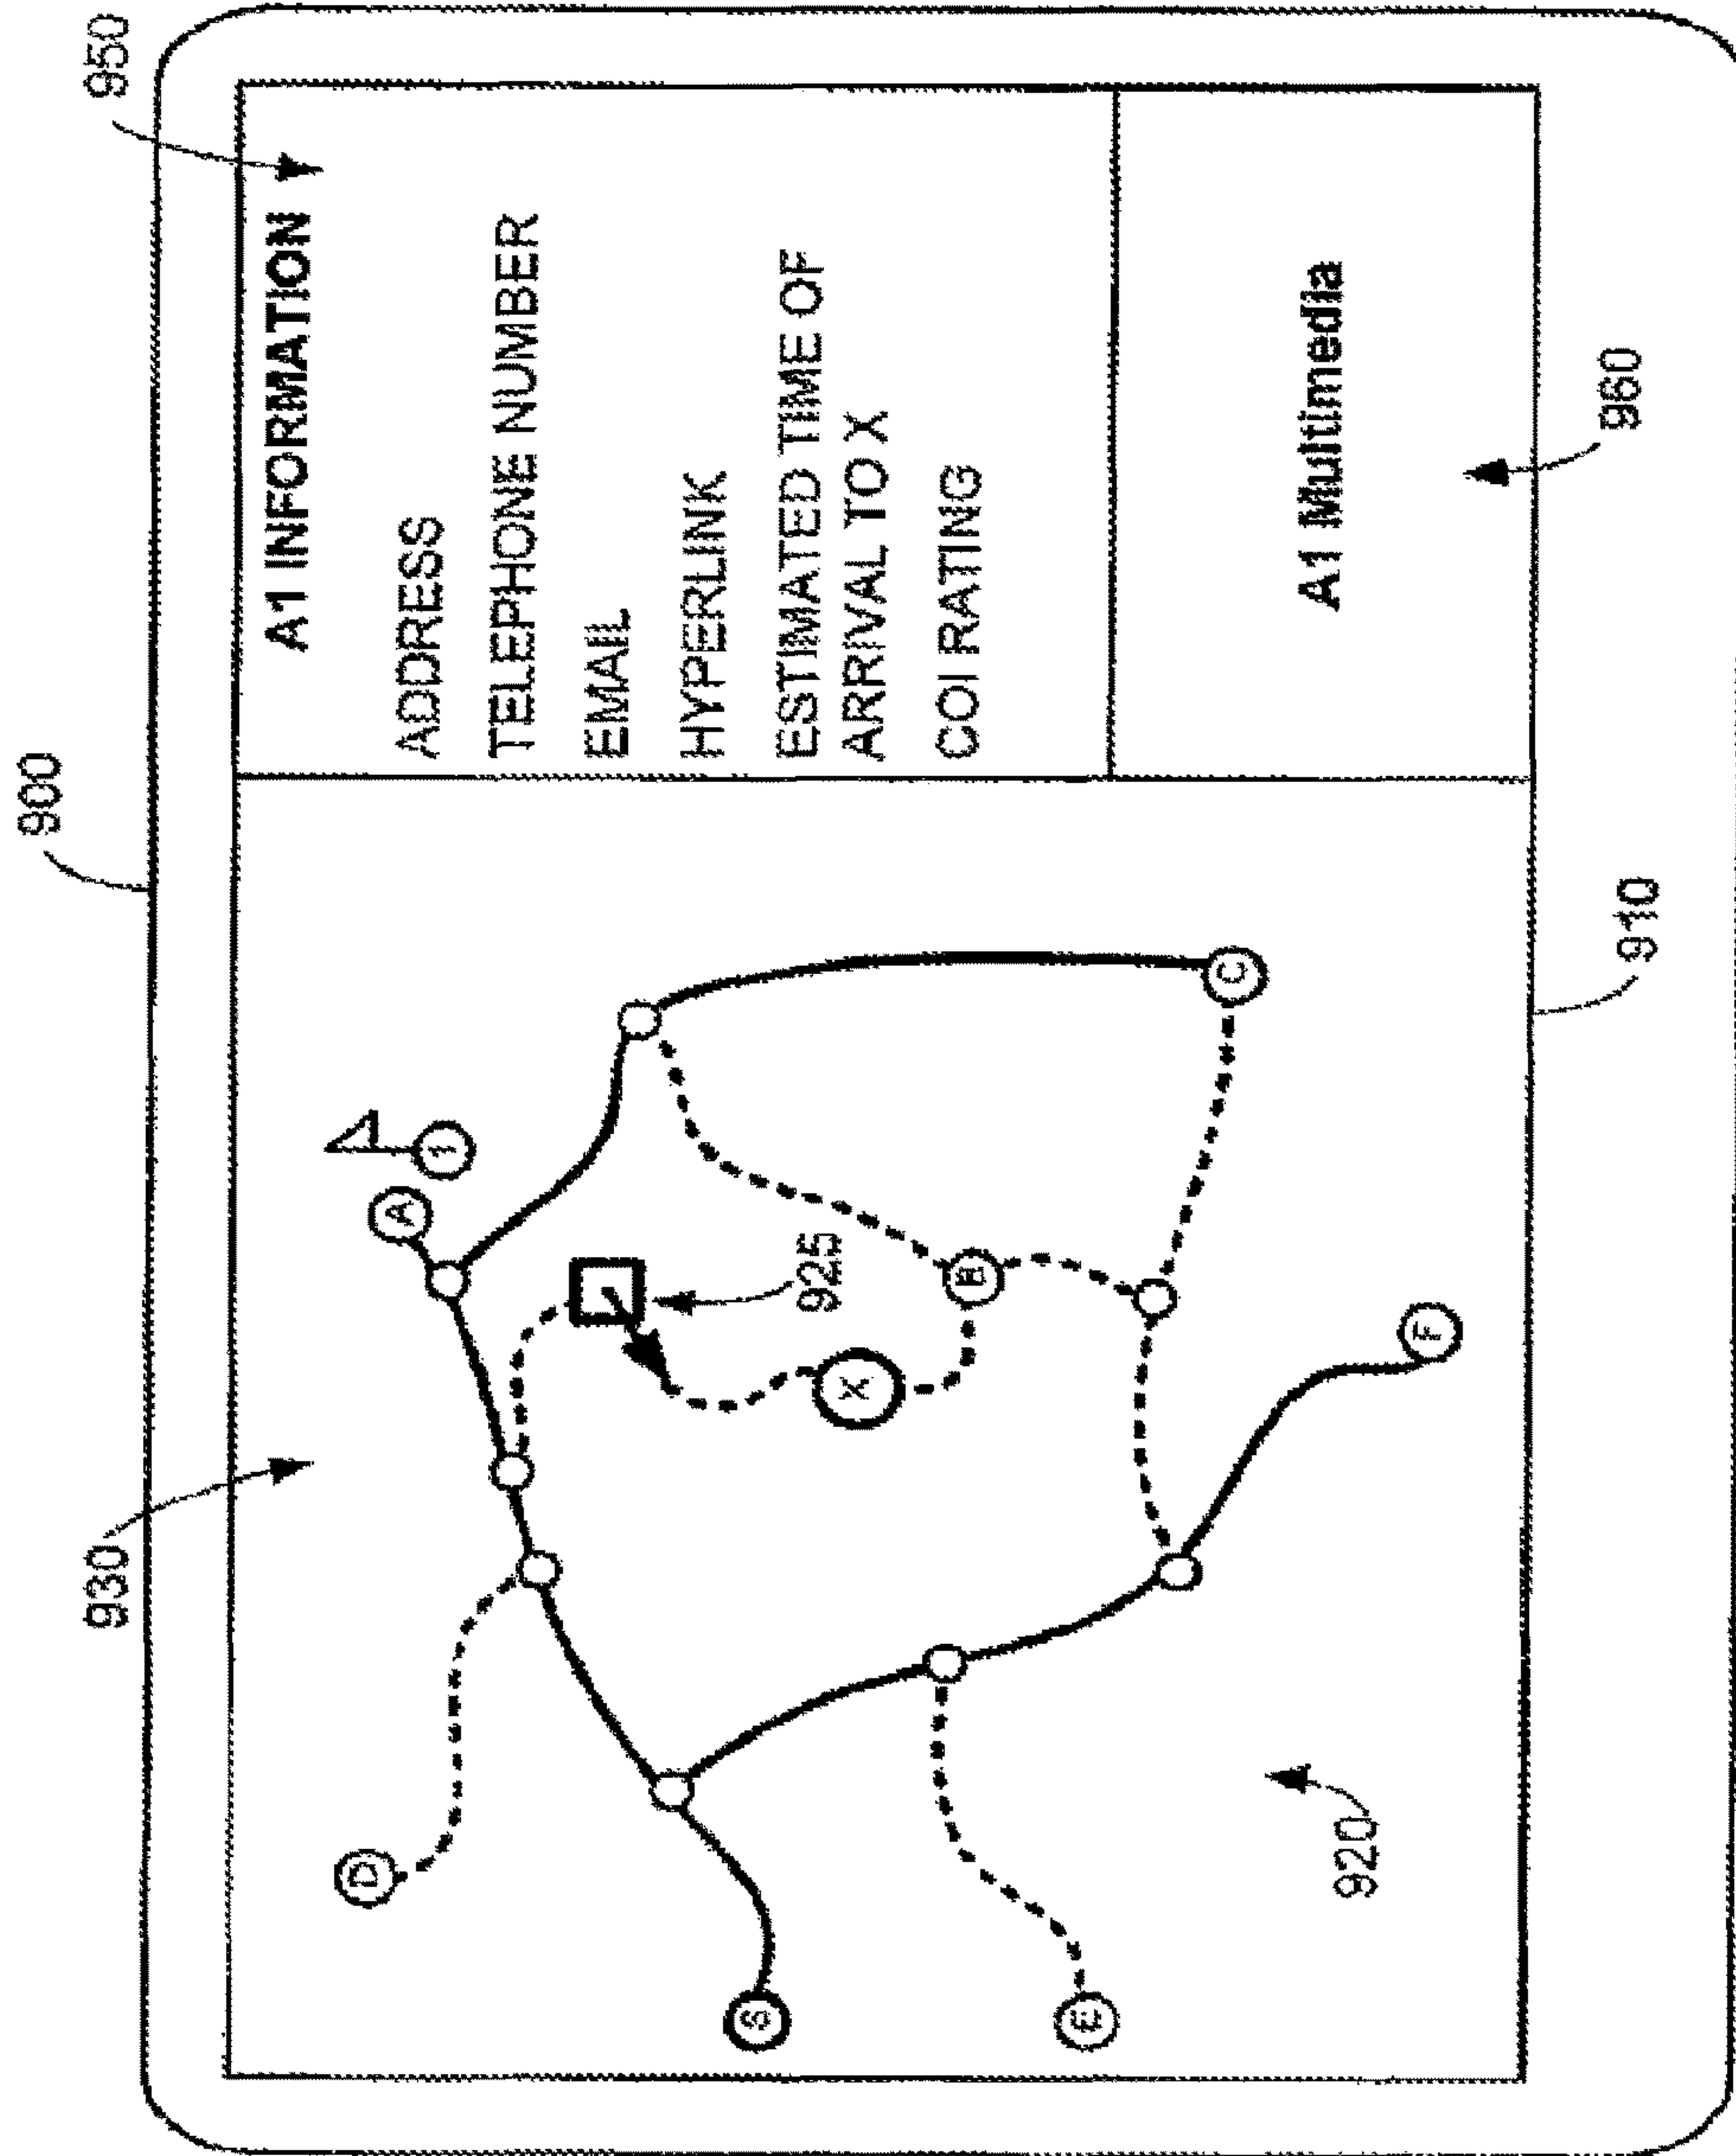 900
930
950
A1 INFORMATION
ADDRESS
TELEPHONE NUMBER
EMAIL
HYPERLINK
ESTIMATED TIME OF
ARRIVAL TO X
COI RATING
A1 Multimedia
D
A
1
925
S
X
B
C
E
F
920
910
960